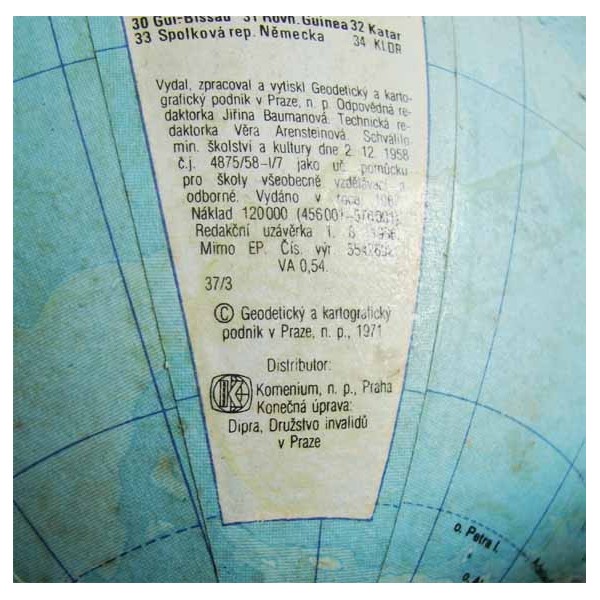 30 Gui.-Bissau 31 Rovn. Guinea 32 Katar
33 Spolková rep. Německa 34 KLDR
Vydal, zpracoval a vytiskl Geodetický a karto-
grafický podnik v Praze, n. p. Odpovědná re-
daktorka Jiřina Baumanová. Technická re-
daktorka Věra Arensteinová. Schválilo
min. školství a kultury dne 2. 12. 1958
č.j. 4875/58-I/7 jako uč. pomůcku
pro školy všeobecně vzdělávací a
odborné. Vydáno v roce
Náklad 120000
Redakční uzávěrka 1. 8.
Mimo EP. Čís. výr.
VA 0,54.
37/3
© Geodetický a kartografický
podnik v Praze, n. p., 1971
Distributor:
Komenium, n. p., Praha
Konečná úprava:
Dipra, Družstvo invalidů
v Praze
o. Petra I.